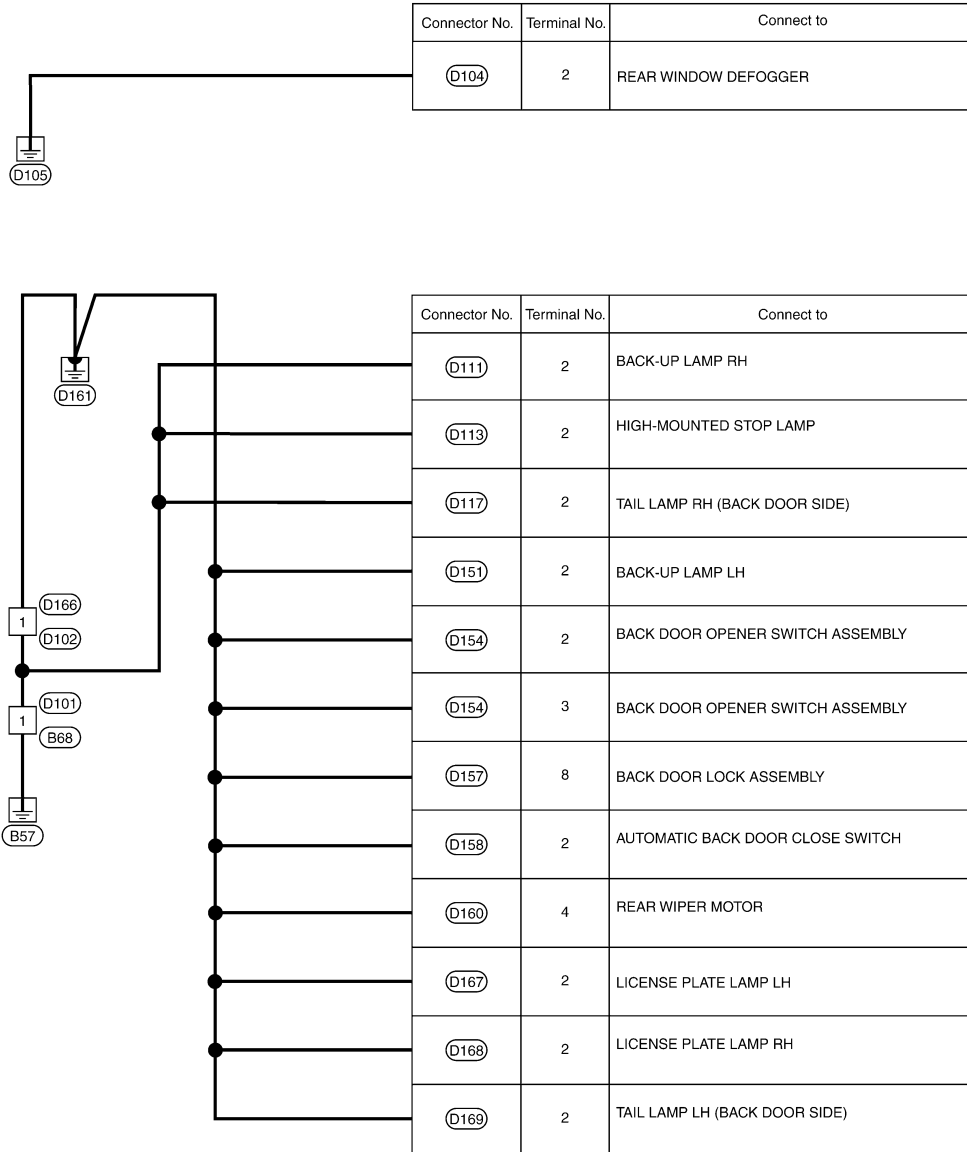 Connector No. Terminal No. Connect to
D104 2 REAR WINDOW DEFOGGER
D105
Connector No. Terminal No. Connect to
D111 2 BACK-UP LAMP RH
D161
D113 2 HIGH-MOUNTED STOP LAMP
D117 2 TAIL LAMP RH (BACK DOOR SIDE)
D151 2 BACK-UP LAMP LH
D166
1
D102
D154 2 BACK DOOR OPENER SWITCH ASSEMBLY
D101
1
B68
D154 3 BACK DOOR OPENER SWITCH ASSEMBLY
D157 8 BACK DOOR LOCK ASSEMBLY
B57
D158 2 AUTOMATIC BACK DOOR CLOSE SWITCH
D160 4 REAR WIPER MOTOR
D167 2 LICENSE PLATE LAMP LH
D168 2 LICENSE PLATE LAMP RH
D169 2 TAIL LAMP LH (BACK DOOR SIDE)